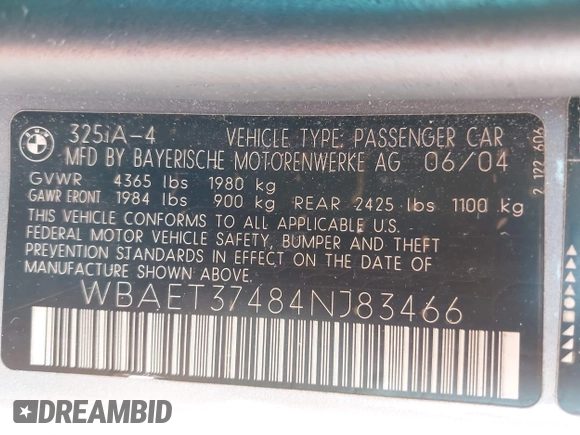 325iA-4 VEHICLE TYPE: PASSENGER CAR
MFD BY BAYERISCHE MOTORENWERKE AG 06/04
GVWR 4365 lbs 1980 kg
GAWR FRONT 1984 lbs 900 kg REAR 2425 lbs 1100 kg
THIS VEHICLE CONFORMS TO ALL APPLICABLE U.S.
FEDERAL MOTOR VEHICLE SAFETY, BUMPER AND THEFT
PREVENTION STANDARDS IN EFFECT ON THE DATE OF
MANUFACTURE SHOWN ABOVE.
WBAET37484NJ83466
2 122 606
DREAMBID